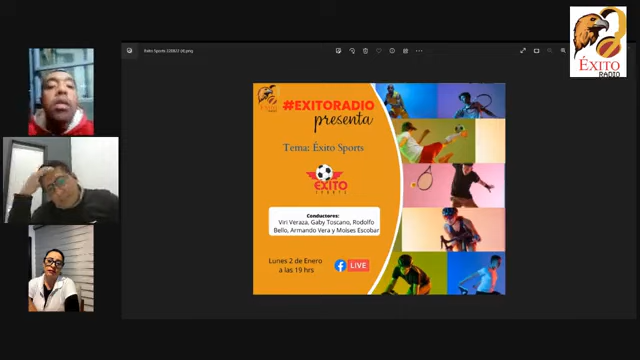 ÉXITO
RADIO
#EXITORADIO
presenta
Tema: Éxito Sports
ÉXITO
SPORTS
Conductores:
Viri Veraza, Gaby Toscano, Rodolfo
Bello, Armando Vera y Moises Escobar
Lunes 2 de Enero
a las 19 hrs
LIVE